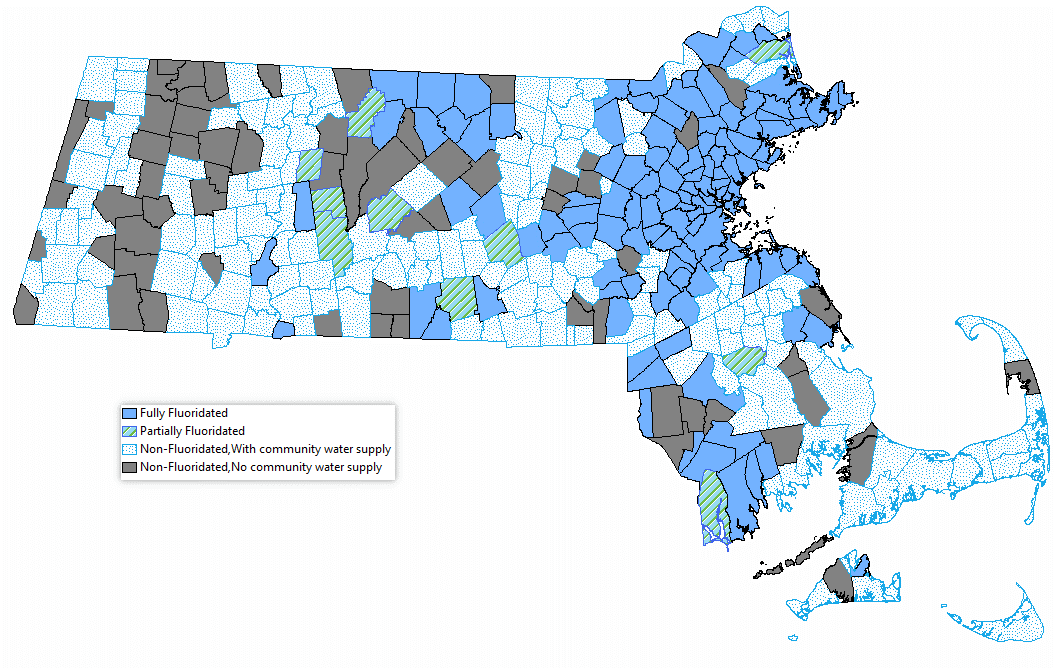 Fully Fluoridated
Partially Fluoridated
Non-Fluoridated,With community water supply
Non-Fluoridated,No community water supply